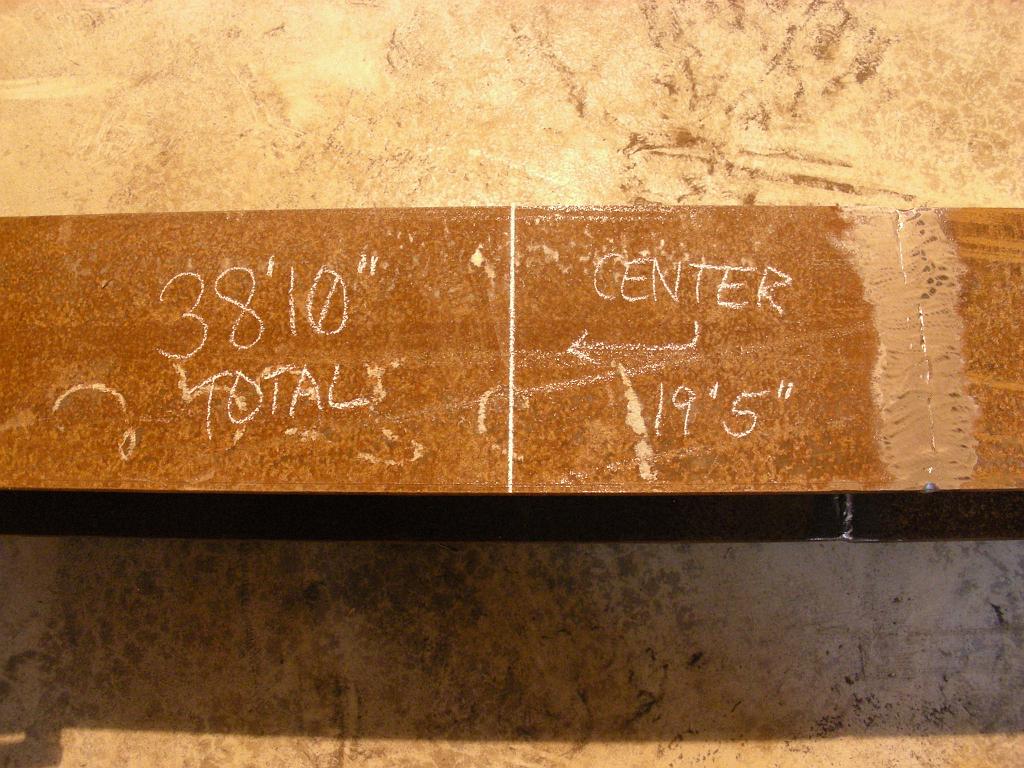 38'10"
TOTAL
CENTER
19'5"